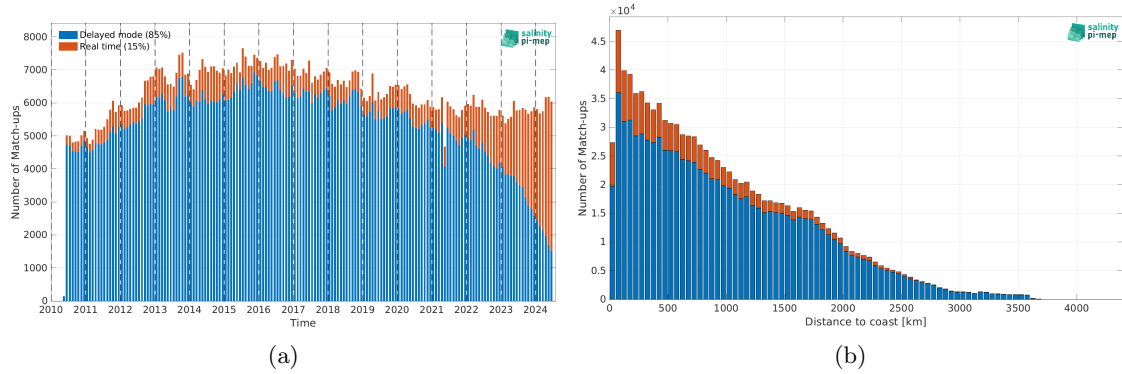 Delayed mode (85%)
Real time (15%)
salinity
pi-mep
8000
7000
6000
5000
4000
3000
2000
1000
0
Number of Match-ups
2010 2011 2012 2013 2014 2015 2016 2017 2018 2019 2020 2021 2022 2023 2024
Time
(a)
×10⁴
salinity
pi-mep
4.5
4
3.5
3
2.5
2
1.5
1
0.5
0
Number of Match-ups
0 500 1000 1500 2000 2500 3000 3500 4000
Distance to coast [km]
(b)